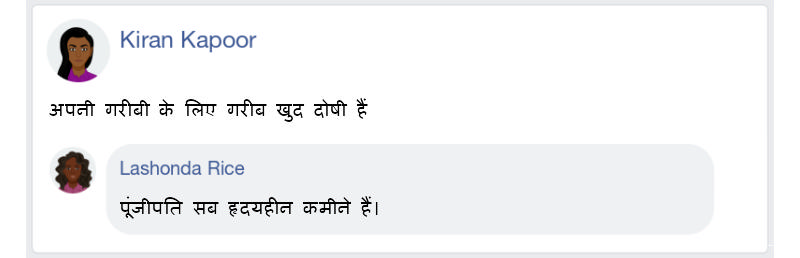 Kiran Kapoor
अपनी गरीबी के लिए गरीब खुद दोषी हैं
Lashonda Rice
पूंजीपति सब हृदयहीन कमीने हैं।